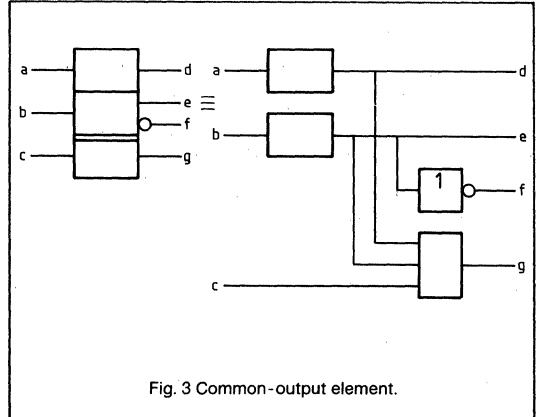 a d a d
b e ≡ e
f b
c g 1 f
g
c
Fig. 3 Common-output element.